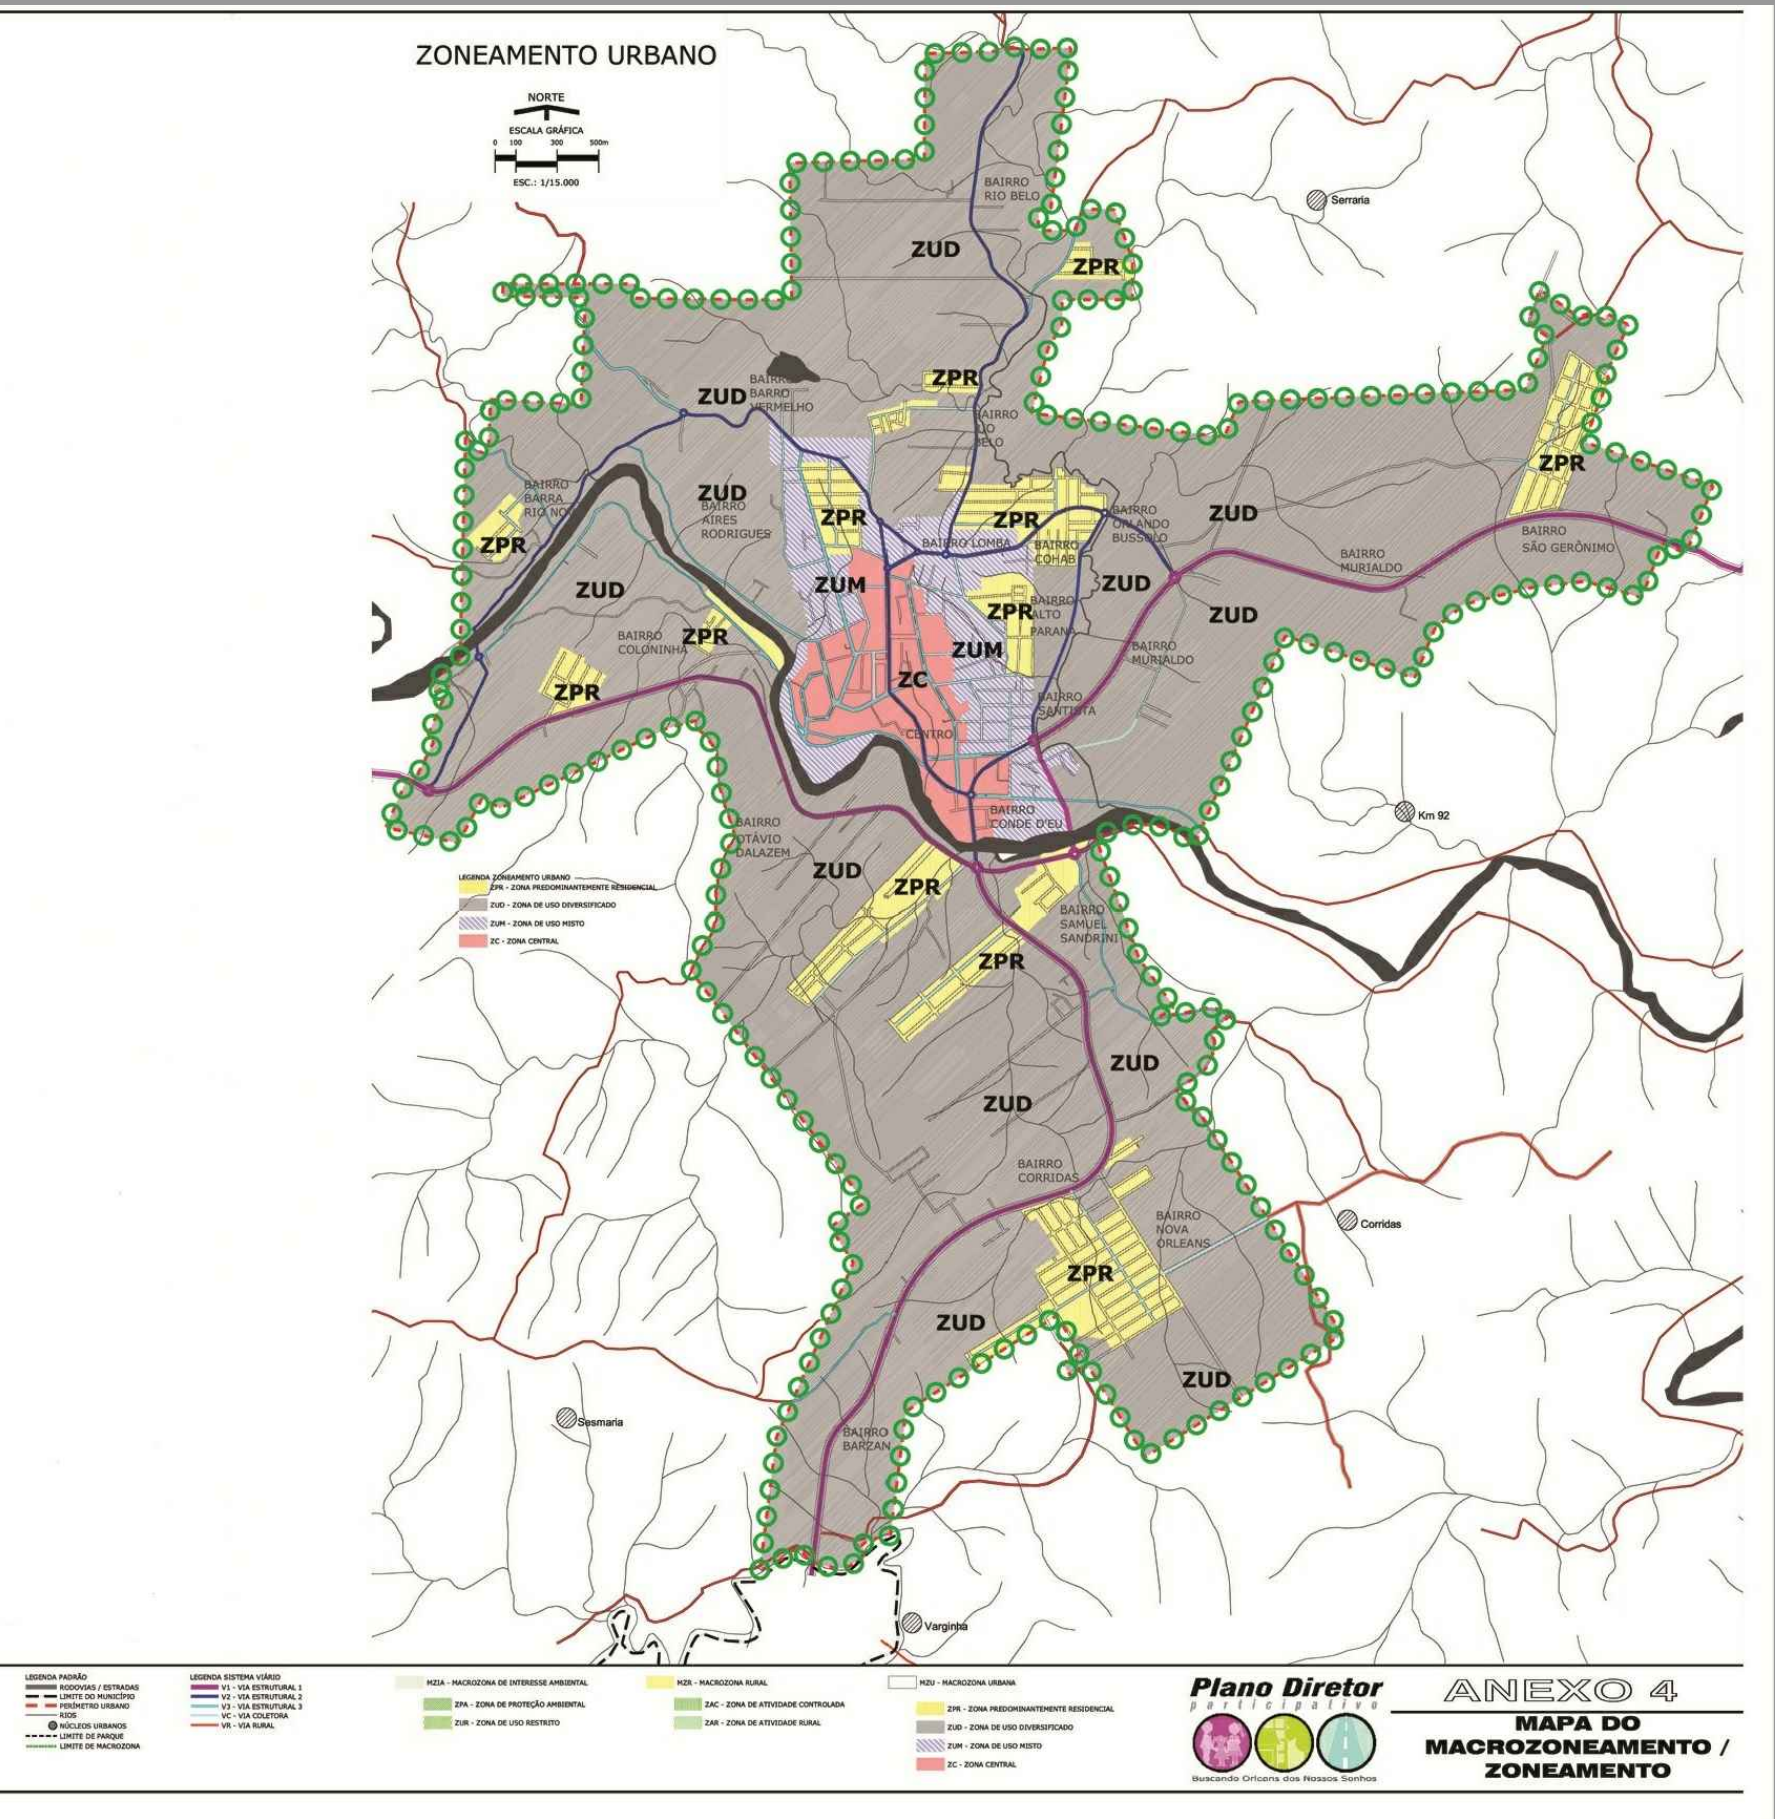 ZONEAMENTO URBANO
NORTE
ESCALA GRÁFICA
0 100 300 500m
ESC.: 1/15.000
BAIRRO
RIO BELO
Serraria
ZUD
ZPR
ZPR
ZUD
BAIRRO
BARRO
VERMELHO
BAIRRO
BELO
ZPR
BAIRRO
BARRA
RIO NO
ZUD
BAIRRO
AIRES
RODRIGUES
ZPR
ZPR
BAIRRO
ORLANDO
BUSSOLO
ZUD
BAIRRO
SÃO GERÔNIMO
ZPR
BAIRRO LOMBA
BAIRRO
COHAB
BAIRRO
MURIALDO
ZUD
ZUM
ZUD
ZUD
ZPR
BAIRRO
ALTO
PARANÁ
BAIRRO
COLONINHA
ZPR
ZUM
BAIRRO
MURIALDO
ZPR
ZC
BAIRRO
SANTISTA
CENTRO
BAIRRO
CONDE D'EU
Km 92
BAIRRO
OTÁVIO
DALAZEM
ZUD
ZPR
LEGENDA ZONEAMENTO URBANO
ZPR - ZONA PREDOMINANTEMENTE RESIDENCIAL
ZUD - ZONA DE USO DIVERSIFICADO
ZUM - ZONA DE USO MISTO
ZC - ZONA CENTRAL
BAIRRO
SAMUEL
SANDRINI
ZPR
ZUD
ZUD
BAIRRO
CORRIDAS
BAIRRO
NOVA
ORLEANS
Corridas
ZPR
ZUD
ZUD
Sesmaria
BAIRRO
BARZAN
Varginha
LEGENDA PADRÃO
RODOVIAS / ESTRADAS
LIMITE DO MUNICÍPIO
PERÍMETRO URBANO
RIOS
NÚCLEOS URBANOS
LIMITE DE PARQUE
LIMITE DE MACROZONA
LEGENDA SISTEMA VIÁRIO
V1 - VIA ESTRUTURAL 1
V2 - VIA ESTRUTURAL 2
V3 - VIA ESTRUTURAL 3
VC - VIA COLETORA
VR - VIA RURAL
MZIA - MACROZONA DE INTERESSE AMBIENTAL
ZPA - ZONA DE PROTEÇÃO AMBIENTAL
ZUR - ZONA DE USO RESTRITO
MZR - MACROZONA RURAL
ZAC - ZONA DE ATIVIDADE CONTROLADA
ZAR - ZONA DE ATIVIDADE RURAL
MZU - MACROZONA URBANA
ZPR - ZONA PREDOMINANTEMENTE RESIDENCIAL
ZUD - ZONA DE USO DIVERSIFICADO
ZUM - ZONA DE USO MISTO
ZC - ZONA CENTRAL
Plano Diretor
participativo
Buscando Orleans dos Nossos Sonhos
ANEXO 4
MAPA DO
MACROZONEAMENTO /
ZONEAMENTO